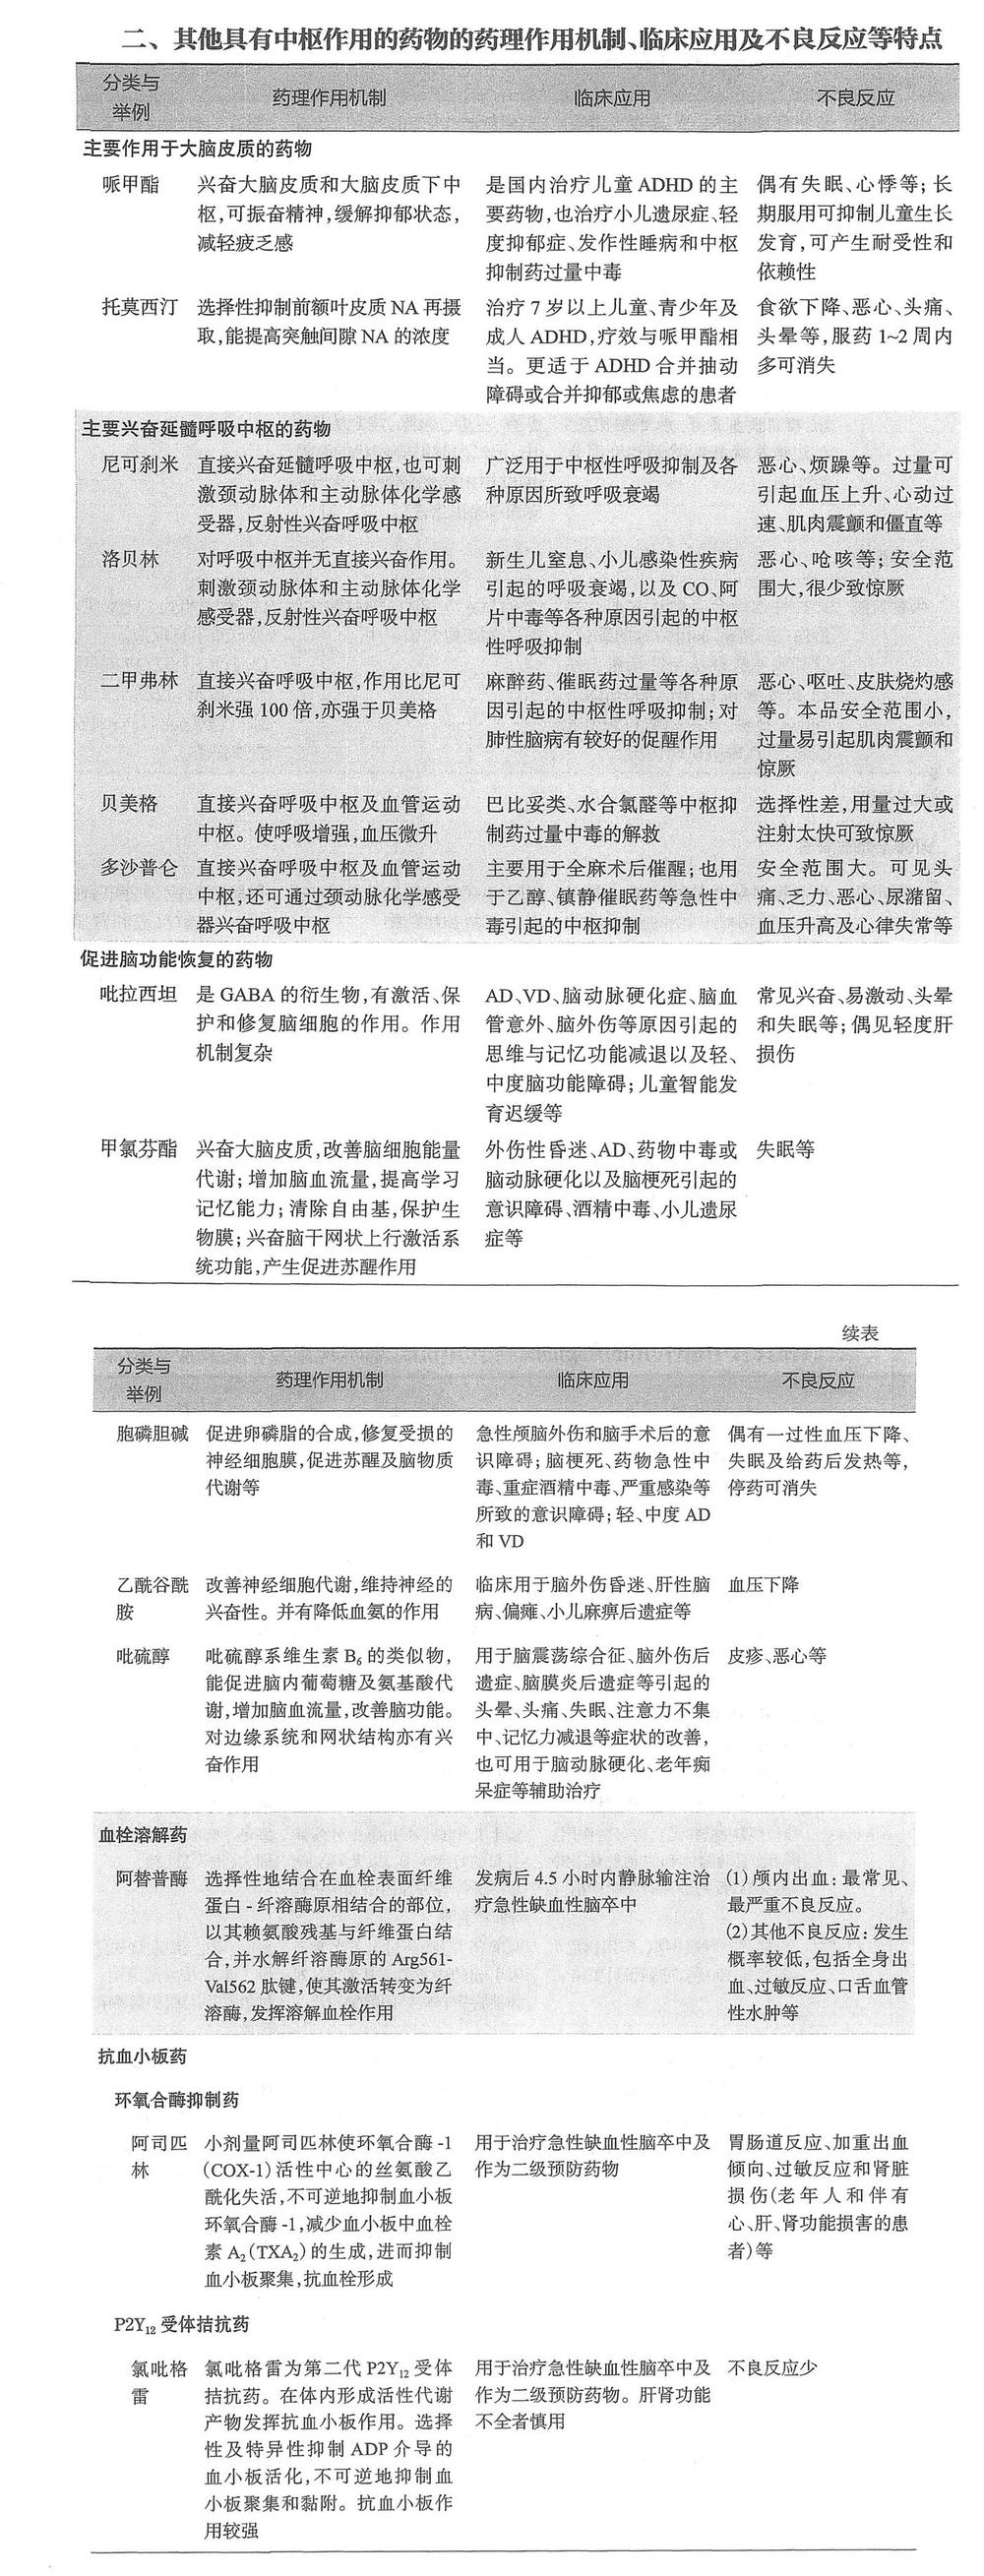 二、其他具有中枢作用的药物的药理作用机制、临床应用及不良反应等特点
分类与
举例
药理作用机制
临床应用
不良反应
主要作用于大脑皮质的药物
哌甲酯
兴奋大脑皮质和大脑皮质下中
枢,可振奋精神,缓解抑郁状态,
减轻疲乏感
是国内治疗儿童 ADHD 的主
要药物,也治疗小儿遗尿症、轻
度抑郁症、发作性睡病和中枢
抑制药过量中毒
偶有失眠、心悸等；长
期服用可抑制儿童生长
发育,可产生耐受性和
依赖性
托莫西汀
选择性抑制前额叶皮质 NA 再摄
取,能提高突触间隙 NA 的浓度
治疗 7 岁以上儿童、青少年及
成人 ADHD,疗效与哌甲酯相
当。更适于 ADHD 合并抽动
障碍或合并抑郁或焦虑的患者
食欲下降、恶心、头痛、
头晕等,服药 1~2 周内
多可消失
主要兴奋延髓呼吸中枢的药物
尼可刹米
直接兴奋延髓呼吸中枢,也可刺
激颈动脉体和主动脉体化学感
受器,反射性兴奋呼吸中枢
广泛用于中枢性呼吸抑制及各
种原因所致呼吸衰竭
恶心、烦躁等。过量可
引起血压上升、心动过
速、肌肉震颤和僵直等
洛贝林
对呼吸中枢并无直接兴奋作用。
刺激颈动脉体和主动脉体化学
感受器,反射性兴奋呼吸中枢
新生儿窒息、小儿感染性疾病
引起的呼吸衰竭,以及 CO、阿
片中毒等各种原因引起的中枢
性呼吸抑制
恶心、呛咳等；安全范
围大,很少致惊厥
二甲弗林
直接兴奋呼吸中枢,作用比尼可
刹米强 100 倍,亦强于贝美格
麻醉药、催眠药过量等各种原
因引起的中枢性呼吸抑制；对
肺性脑病有较好的促醒作用
恶心、呕吐、皮肤烧灼感
等。本品安全范围小,
过量易引起肌肉震颤和
惊厥
贝美格
直接兴奋呼吸中枢及血管运动
中枢。使呼吸增强,血压微升
巴比妥类、水合氯醛等中枢抑
制药过量中毒的解救
选择性差,用量过大或
注射太快可致惊厥
多沙普仑
直接兴奋呼吸中枢及血管运动
中枢,还可通过颈动脉化学感受
器兴奋呼吸中枢
主要用于全麻术后催醒；也用
于乙醇、镇静催眠药等急性中
毒引起的中枢抑制
安全范围大。可见头
痛、乏力、恶心、尿潴留、
血压升高及心律失常等
促进脑功能恢复的药物
吡拉西坦
是 GABA 的衍生物,有激活、保
护和修复脑细胞的作用。作用
机制复杂
AD、VD、脑动脉硬化症、脑血
管意外、脑外伤等原因引起的
思维与记忆功能减退以及轻、
中度脑功能障碍；儿童智能发
育迟缓等
常见兴奋、易激动、头晕
和失眠等；偶见轻度肝
损伤
甲氯芬酯
兴奋大脑皮质,改善脑细胞能量
代谢；增加脑血流量,提高学习
记忆能力；清除自由基,保护生
物膜；兴奋脑干网状上行激活系
统功能,产生促进苏醒作用
外伤性昏迷、AD、药物中毒或
脑动脉硬化以及脑梗死引起的
意识障碍、酒精中毒、小儿遗尿
症等
失眠等
续表
分类与
举例
药理作用机制
临床应用
不良反应
胞磷胆碱
促进卵磷脂的合成,修复受损的
神经细胞膜,促进苏醒及脑物质
代谢等
急性颅脑外伤和脑手术后的意
识障碍；脑梗死、药物急性中
毒、重症酒精中毒、严重感染等
所致的意识障碍；轻、中度 AD
和 VD
偶有一过性血压下降、
失眠及给药后发热等,
停药可消失
乙酰谷酰
胺
改善神经细胞代谢,维持神经的
兴奋性。并有降低血氨的作用
临床用于脑外伤昏迷、肝性脑
病、偏瘫、小儿麻痹后遗症等
血压下降
吡硫醇
吡硫醇系维生素 B₆ 的类似物,
能促进脑内葡萄糖及氨基酸代
谢,增加脑血流量,改善脑功能。
对边缘系统和网状结构亦有兴
奋作用
用于脑震荡综合征、脑外伤后
遗症、脑膜炎后遗症等引起的
头晕、头痛、失眠、注意力不集
中、记忆力减退等症状的改善,
也可用于脑动脉硬化、老年痴
呆症等辅助治疗
皮疹、恶心等
血栓溶解药
阿替普酶
选择性地结合在血栓表面纤维
蛋白 - 纤溶酶原相结合的部位,
以其赖氨酸残基与纤维蛋白结
合,并水解纤溶酶原的 Arg561-
Val562 肽键,使其激活转变为纤
溶酶,发挥溶解血栓作用
发病后 4.5 小时内静脉输注治
疗急性缺血性脑卒中
(1) 颅内出血：最常见、
最严重不良反应。
(2)其他不良反应：发生
概率较低,包括全身出
血、过敏反应、口舌血管
性水肿等
抗血小板药
环氧合酶抑制药
阿司匹
林
小剂量阿司匹林使环氧合酶 -1
(COX-1) 活性中心的丝氨酸乙
酰化失活,不可逆地抑制血小板
环氧合酶 -1,减少血小板中血栓
素 A₂(TXA₂) 的生成,进而抑制
血小板聚集,抗血栓形成
用于治疗急性缺血性脑卒中及
作为二级预防药物
胃肠道反应、加重出血
倾向、过敏反应和肾脏
损伤(老年人和伴有
心、肝、肾功能损害的患
者)等
P2Y₁₂ 受体拮抗药
氯吡格
雷
氯吡格雷为第二代 P2Y₁₂ 受体
拮抗药。在体内形成活性代谢
产物发挥抗血小板作用。选择
性及特异性抑制 ADP 介导的
血小板活化,不可逆地抑制血
小板聚集和黏附。抗血小板作
用较强
用于治疗急性缺血性脑卒中及
作为二级预防药物。肝肾功能
不全者慎用
不良反应少